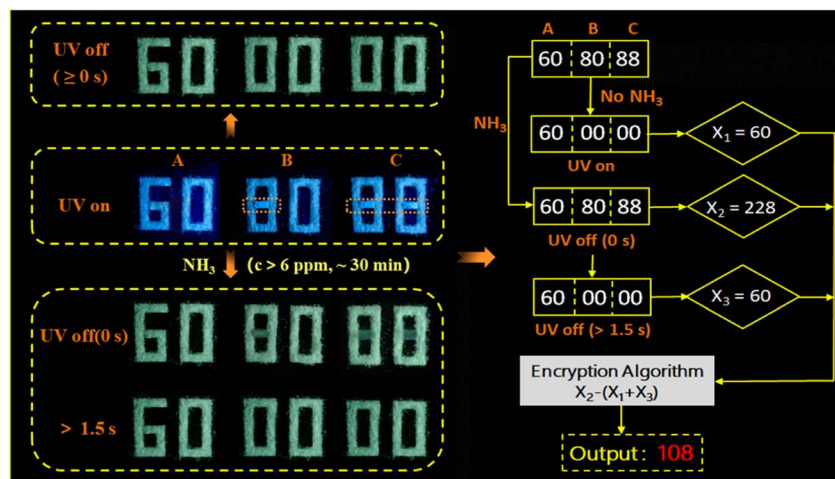 UV off
( ≥ 0 s)
60 00 00
A B C
UV on
60 80 88
NH₃ (c > 6 ppm, ~ 30 min)
UV off(0 s)
60 80 88
> 1.5 s
60 00 00
A B C
60 80 88
NH₃
No NH₃
60 00 00
UV on
X₁ = 60
60 80 88
UV off (0 s)
X₂ = 228
60 00 00
UV off (> 1.5 s)
X₃ = 60
Encryption Algorithm
X₂-(X₁+X₃)
Output: 108